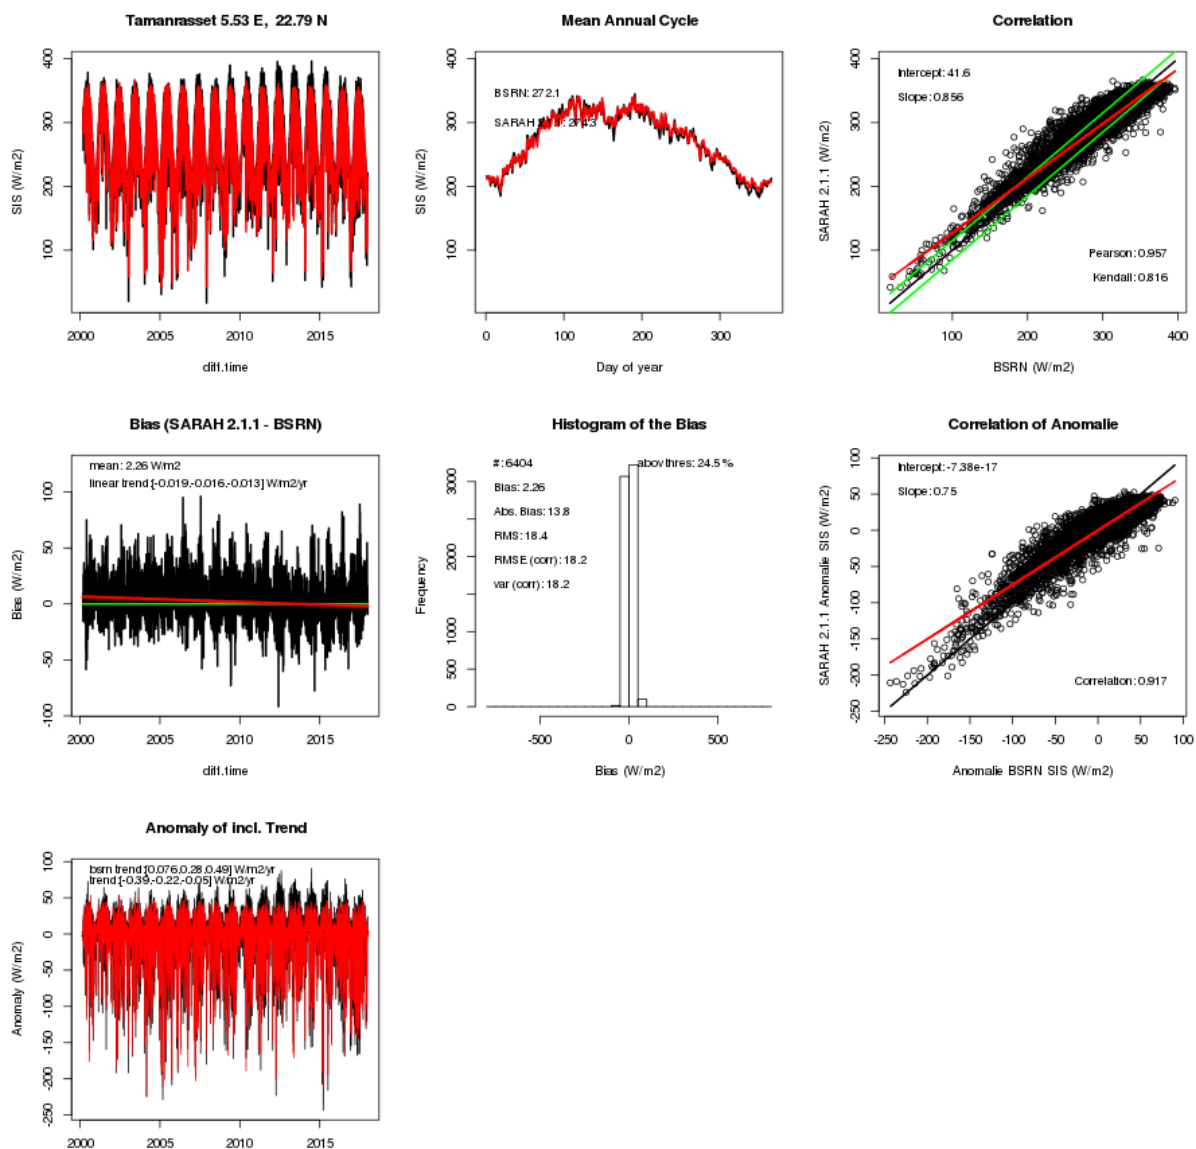 Tamanrasset 5.53 E, 22.79 N
SIS (W/m2)
400
300
200
100
2000
2005
2010
2015
diff.time
Mean Annual Cycle
BSRN: 272.1
SARAH 2.1.1: 274.3
SIS (W/m2)
400
300
200
100
0
100
200
300
Day of year
Correlation
Intercept: 41.6
Slope: 0.856
Pearson: 0.957
Kendall: 0.816
SARAH 2.1.1 (W/m2)
400
300
200
100
100
200
300
400
BSRN (W/m2)
Bias (SARAH 2.1.1 - BSRN)
mean: 2.26 W/m2
linear trend:[-0.019,-0.016,-0.013] W/m2/yr
Bias (W/m2)
100
50
0
-50
-100
2000
2005
2010
2015
diff.time
Histogram of the Bias
#: 6404
abovthres: 24.5 %
Bias: 2.26
Abs. Bias: 13.8
RMS: 18.4
RMSE (corr): 18.2
var (corr): 18.2
Frequency
3000
2000
1000
500
0
-500
0
500
Bias (W/m2)
Correlation of Anomalie
Intercept: -7.38e-17
Slope: 0.75
Correlation: 0.917
SARAH 2.1.1 Anomalie SIS (W/m2)
100
50
0
-50
-100
-150
-200
-250
-250
-200
-150
-100
-50
0
50
100
Anomalie BSRN SIS (W/m2)
Anomaly of incl. Trend
bsrn trend:[0.076,0.28,0.49] W/m2/yr
trend:[-0.39,-0.22,-0.05] W/m2/yr
Anomaly (W/m2)
100
50
0
-50
-100
-150
-200
-250
2000
2005
2010
2015